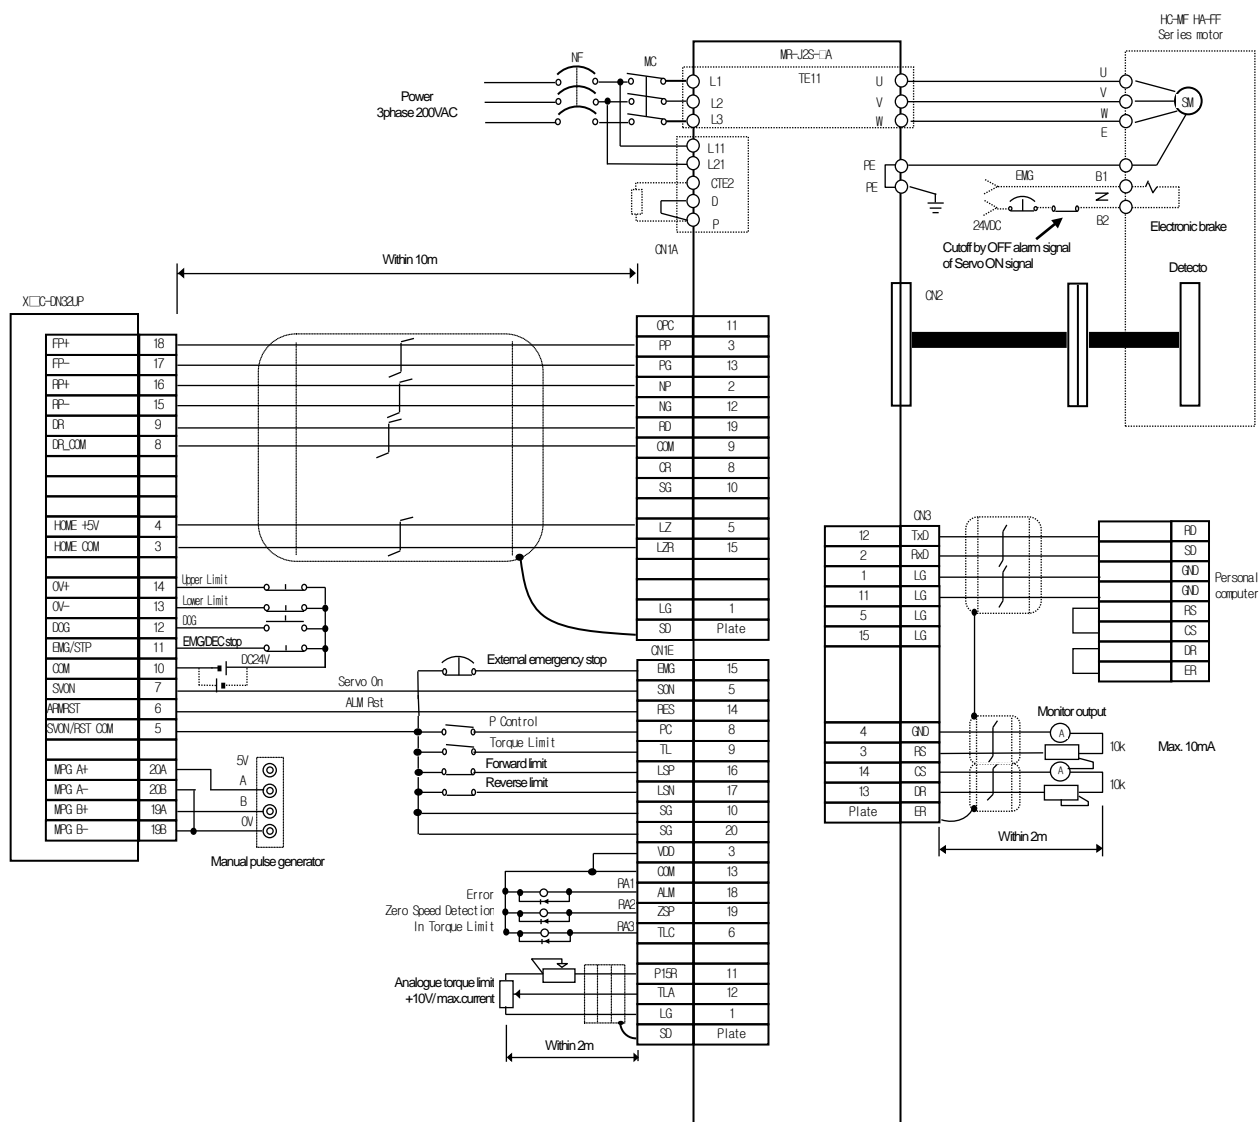 HC-MF HA-FF
Series motor
NF
MC
MR-J2S-□A
TE11
Power
3phase 200VAC
L1
L2
L3
L11
L21
CTE2
D
P
CN1A
U
V
W
PE
PE
U
V
W
E
SM
EMG
B1
24VDC
B2
Z
Cutoff by OFF alarm signal
of Servo ON signal
Electronic brake
Detecto
CN2
Within 10m
X□C-DN32UP
FP+ 18
FP- 17
RP+ 16
RP- 15
DR 9
DR_COM 8
HOME +5V 4
HOME COM 3
OV+ 14
OV- 13
DOG 12
EMG/STP 11
COM 10
SVON 7
ARMRST 6
SVON/RST COM 5
MPG A+ 20A
MPG A- 20B
MPG B+ 19A
MPG B- 19B
Upper Limit
Lower Limit
DOG
EMG/DEC stop
DC24V
Servo On
ALM Rst
5V
A
B
0V
Manual pulse generator
OPC 11
PP 3
PG 13
NP 2
NG 12
RD 19
COM 9
CR 8
SG 10
LZ 5
LZR 15
LG 1
SD Plate
CN1E
EMG 15
SON 5
RES 14
PC 8
TL 9
LSP 16
LSN 17
SG 10
SG 20
VDD 3
COM 13
ALM 18
ZSP 19
TLC 6
P15R 11
TLA 12
LG 1
SD Plate
External emergency stop
P Control
Torque Limit
Forward limit
Reverse limit
Error
Zero Speed Detection
In Torque Limit
RA1
RA2
RA3
Analogue torque limit
+10V/max.current
Within 2m
CN3
12 TxD
2 RxD
1 LG
11 LG
5 LG
15 LG
4 GND
3 RS
14 CS
13 DR
Plate ER
RD
SD
GND
GND
RS
CS
DR
ER
Personal
computer
Monitor output
A
10k
Max. 10mA
A
10k
Within 2m